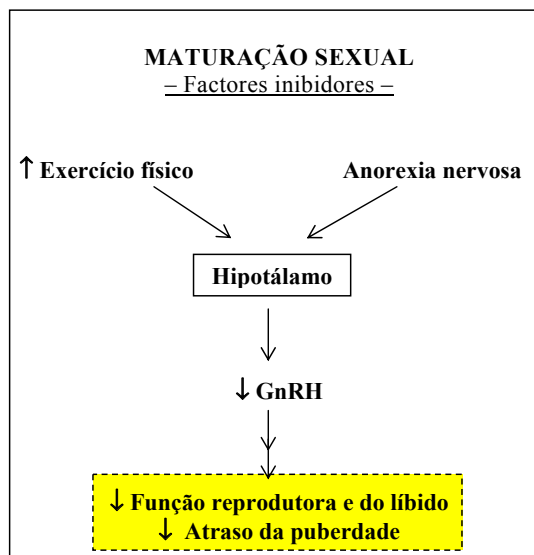 MATURAÇÃO SEXUAL
– Factores inibidores –
↑ Exercício físico
Anorexia nervosa
Hipotálamo
↓ GnRH
↓ Função reprodutora e do líbido
↓ Atraso da puberdade